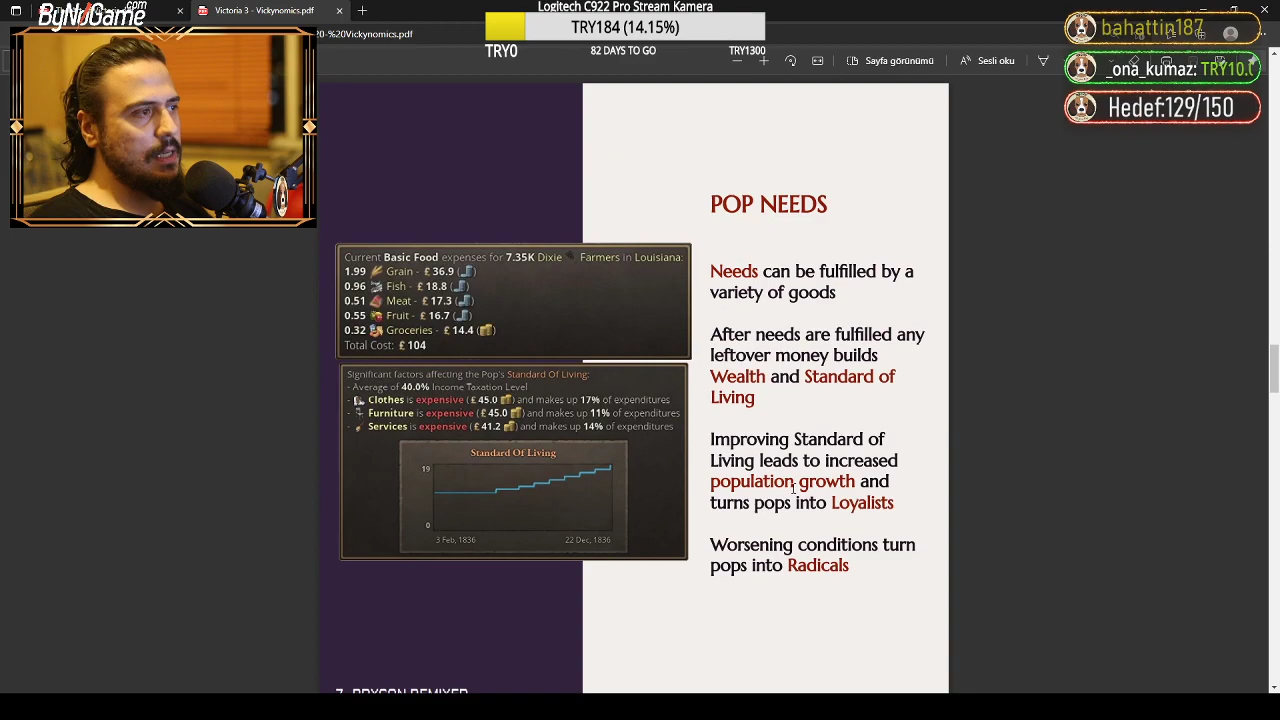 ByNoGame
.com
Logitech C922 Pro Stream Kamera
TRY184 (14.15%)
TRY0
82 DAYS TO GO
TRY1300
bahattin187
_ona_kumaz: TRY10.0
Hedef:129/150
Victoria 3 - Vickynomics.pdf
20-%20Vickynomics.pdf
Sayfa görünümü
Sesli oku
POP NEEDS
Needs can be fulfilled by a
variety of goods
After needs are fulfilled any
leftover money builds
Wealth and Standard of
Living
Improving Standard of
Living leads to increased
population growth and
turns pops into Loyalists
Worsening conditions turn
pops into Radicals
Current Basic Food expenses for 7.35K Dixie Farmers in Louisiana:
1.99 Grain - £ 36.9 ( )
0.96 Fish - £ 18.8 ( )
0.51 Meat - £ 17.3 ( )
0.55 Fruit - £ 16.7 ( )
0.32 Groceries - £ 14.4 ( )
Total Cost: £ 104
Significant factors affecting the Pop's Standard Of Living:
- Average of 40.0% Income Taxation Level
- Clothes is expensive (£ 45.0 ) and makes up 17% of expenditures
- Furniture is expensive (£ 45.0 ) and makes up 11% of expenditures
- Services is expensive (£ 41.2 ) and makes up 14% of expenditures
Standard Of Living
19
0
3 Feb, 1836
22 Dec, 1836